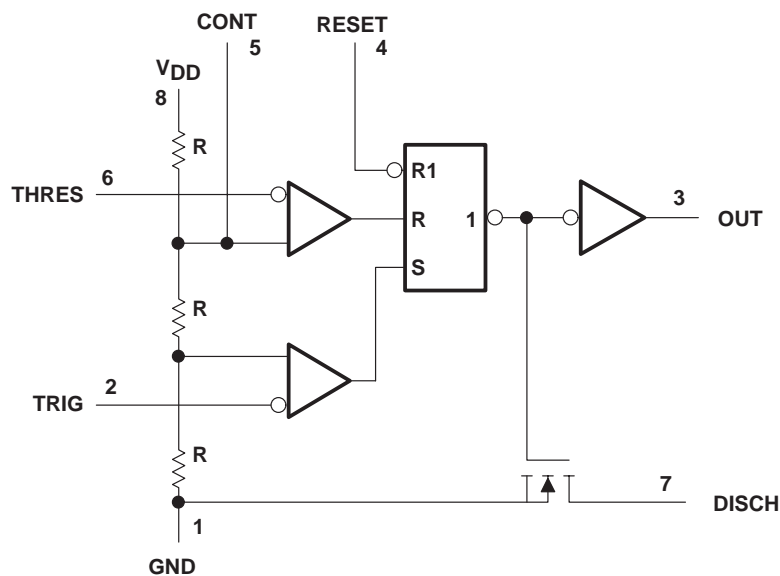 CONT
5
RESET
4
VDD
8
R
6
THRES
R1
R
1
3
OUT
S
R
2
TRIG
R
7
DISCH
1
GND